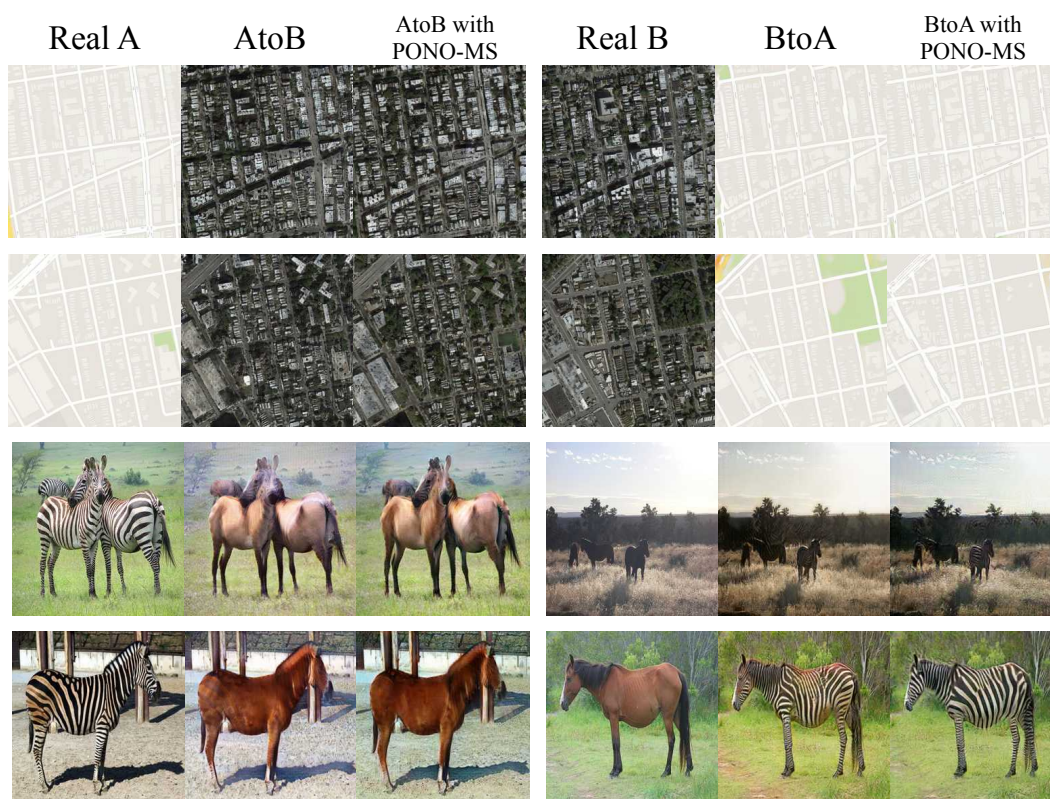 Real A
AtoB
AtoB with
PONO-MS
Real B
BtoA
BtoA with
PONO-MS